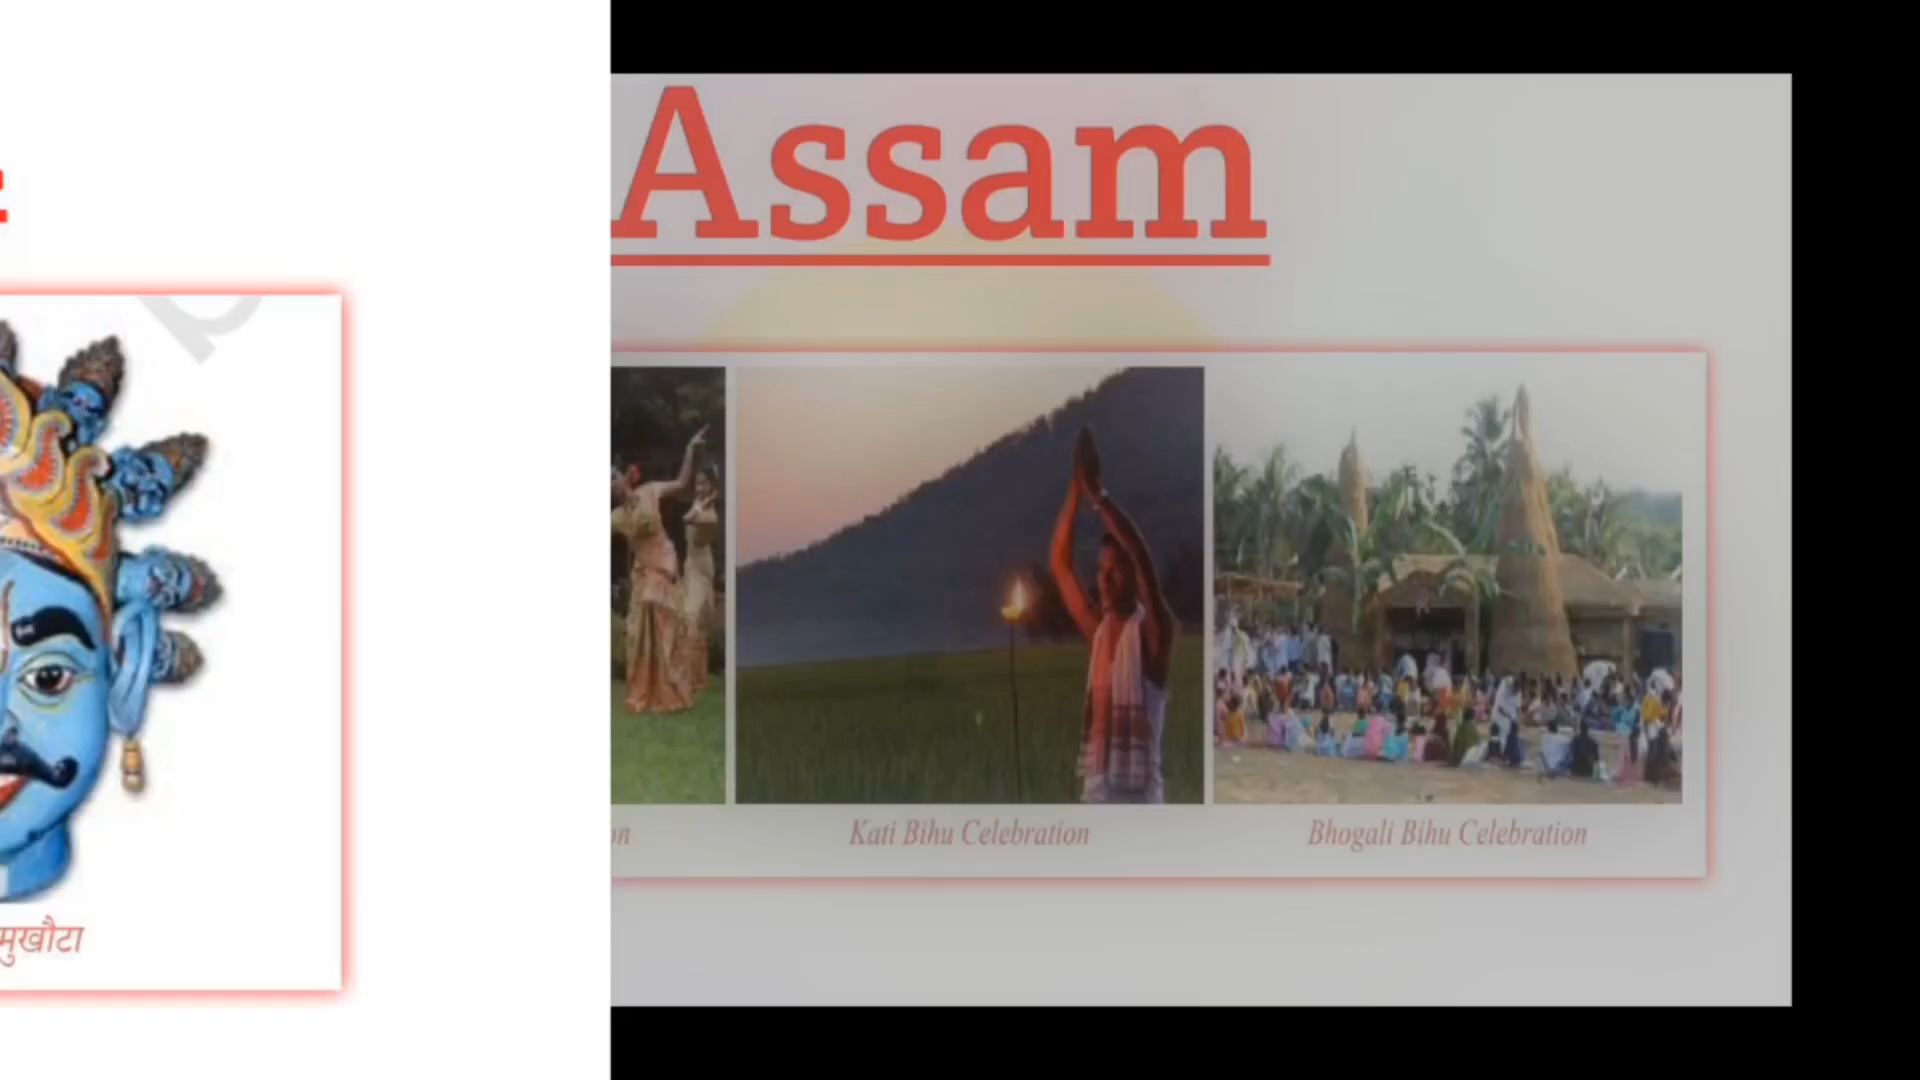 Assam
Kati Bihu Celebration
Bhogali Bihu Celebration
मुखौटा